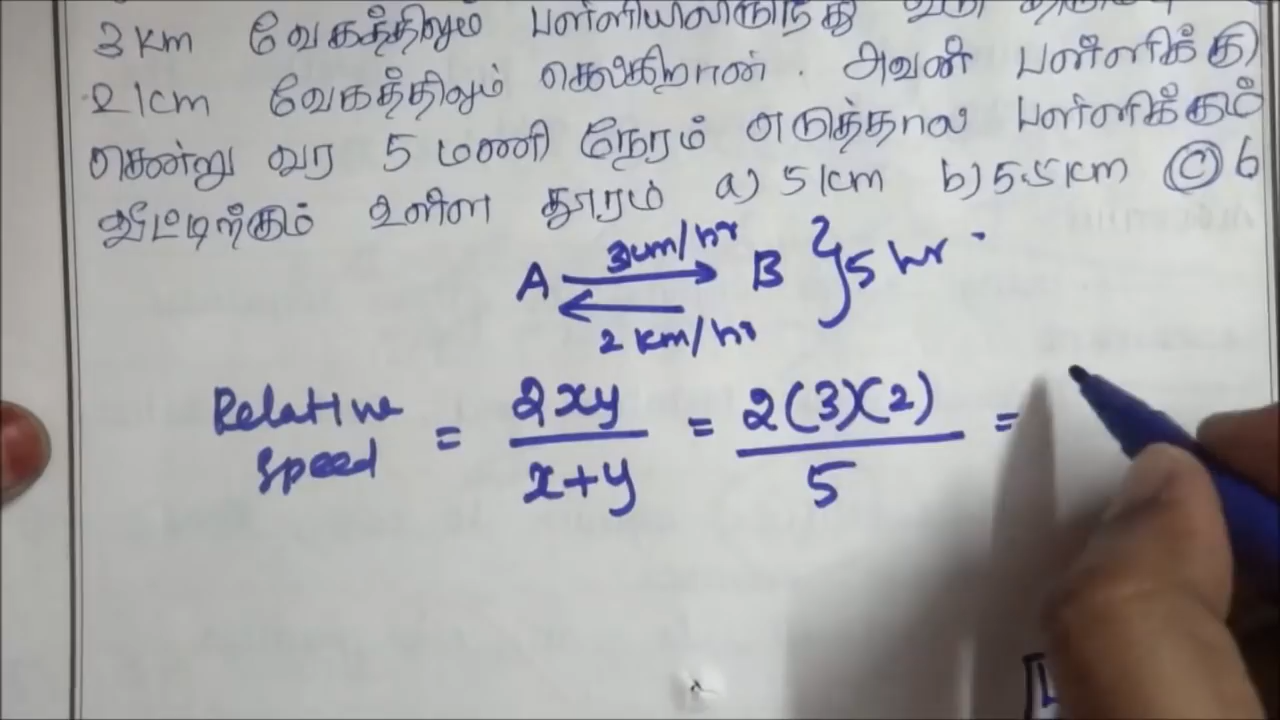 3 Km வேகத்திலும் பள்ளியிலிருந்து
2 km வேகத்திலும் செல்கிறான். அவன் பள்ளிக்கு
சென்று வர 5 மணி நேரம் எடுத்தால் பள்ளிக்கும்
வீட்டிற்கும் உள்ள தூரம் a) 5 km b) 5.5 km c) 6
3 km/hr
A B } 5 hr
2 km/hr
Relative speed = 2xy / x+y = 2(3)(2) / 5 =